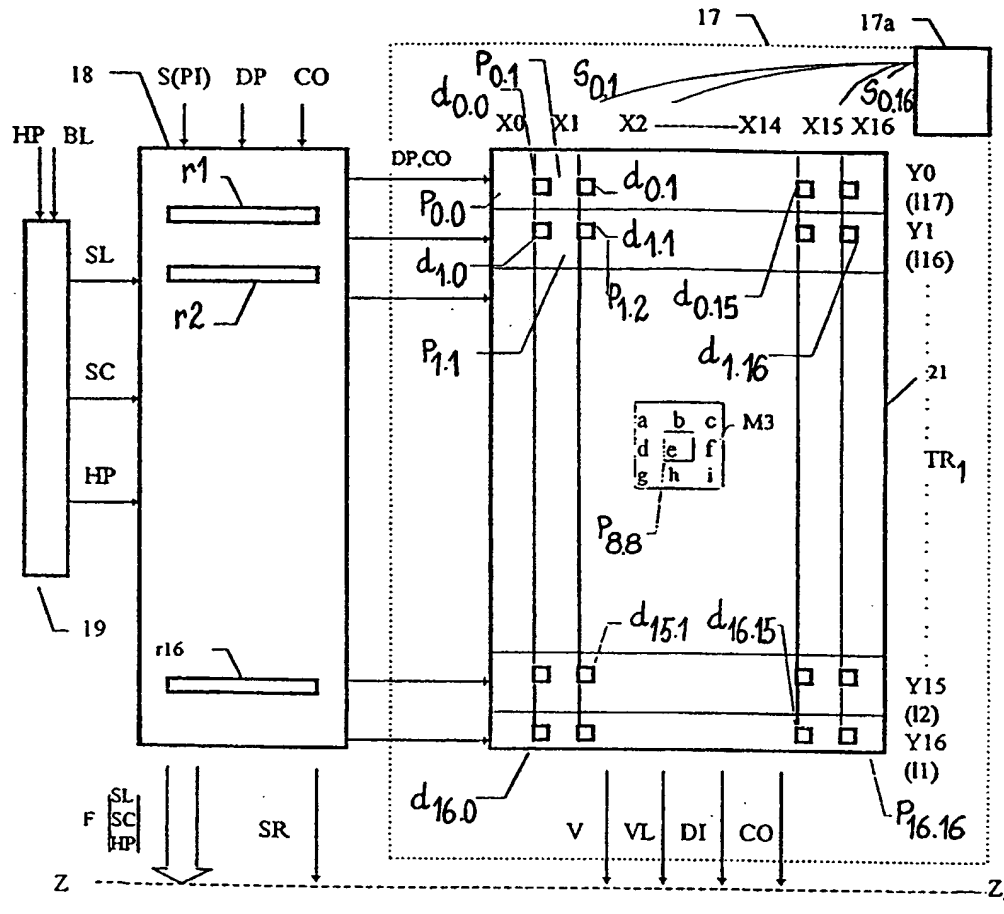 17 17a
18 S(PI) DP CO
HP BL
d0.0 P0.1 S0.1 S0.16
X0 X1 X2 ---------X14 X15 X16
DP,CO
r1
P0.0
d0.1
Y0
(l17)
SL
d1.0
d1.1
Y1
(l16)
r2
P1.2
d0.15
P1.1
d1.16
SC
21
a b c M3
d e f
g h i
TR1
HP
P8.8
19
r16
d15.1 d16.15
Y15
(l2)
Y16
(l1)
d16.0
P16.16
F SL
SC
HP
SR V VL DI CO
Z Z